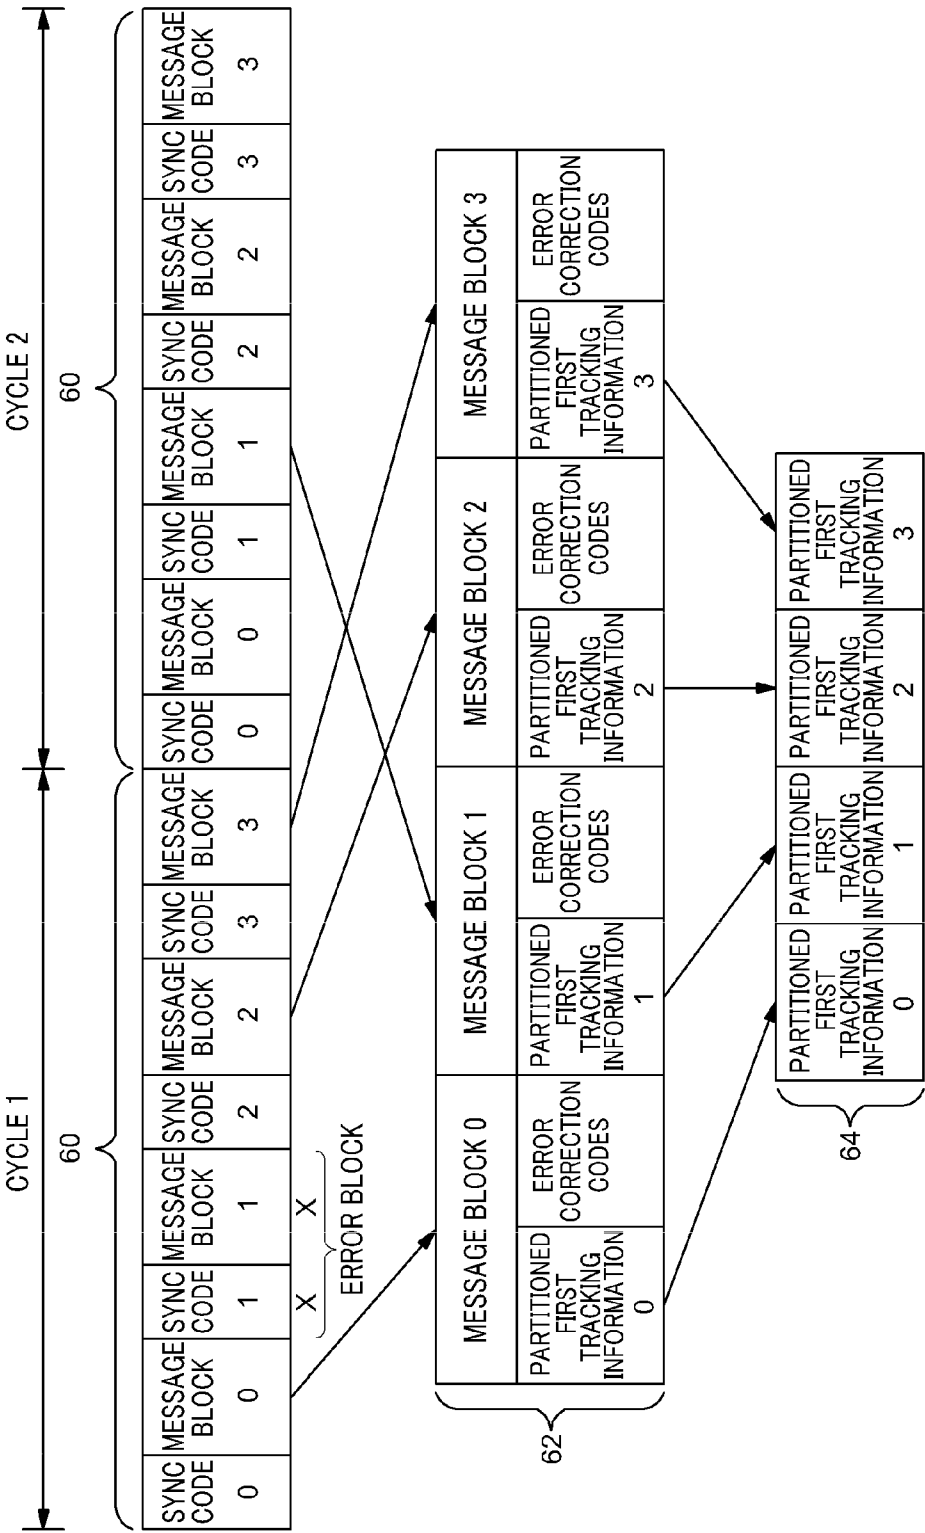 CYCLE 1
CYCLE 2
60
60
SYNC
CODE
0
MESSAGE
BLOCK
0
SYNC
CODE
1
MESSAGE
BLOCK
1
SYNC
CODE
2
MESSAGE
BLOCK
2
SYNC
CODE
3
MESSAGE
BLOCK
3
SYNC
CODE
0
MESSAGE
BLOCK
0
SYNC
CODE
1
MESSAGE
BLOCK
1
SYNC
CODE
2
MESSAGE
BLOCK
2
SYNC
CODE
3
MESSAGE
BLOCK
3
X X
ERROR BLOCK
62
MESSAGE BLOCK 0
MESSAGE BLOCK 1
MESSAGE BLOCK 2
MESSAGE BLOCK 3
PARTITIONED
FIRST
TRACKING
INFORMATION
0
ERROR
CORRECTION
CODES
PARTITIONED
FIRST
TRACKING
INFORMATION
1
ERROR
CORRECTION
CODES
PARTITIONED
FIRST
TRACKING
INFORMATION
2
ERROR
CORRECTION
CODES
PARTITIONED
FIRST
TRACKING
INFORMATION
3
ERROR
CORRECTION
CODES
64
PARTITIONED
FIRST
TRACKING
INFORMATION
0
PARTITIONED
FIRST
TRACKING
INFORMATION
1
PARTITIONED
FIRST
TRACKING
INFORMATION
2
PARTITIONED
FIRST
TRACKING
INFORMATION
3